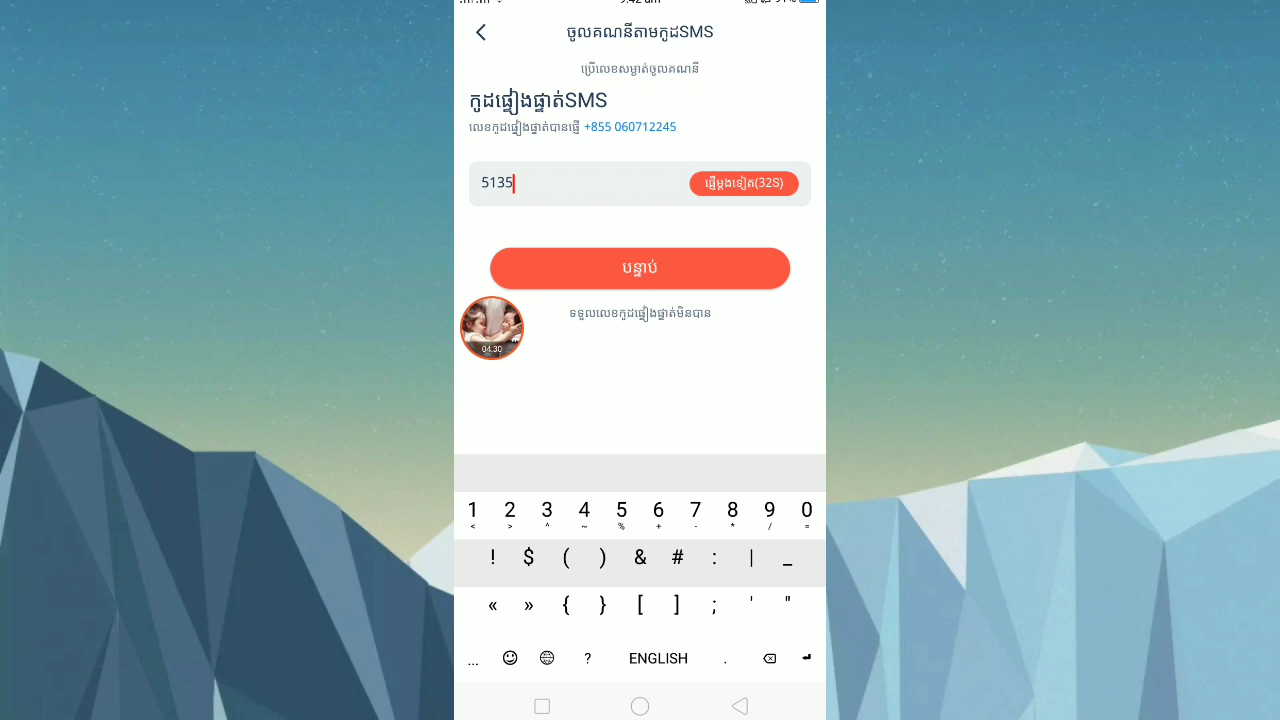 ចូលគណនីតាមកូដSMS
ប្រើលេខសម្ងាត់ចូលគណនី
កូដផ្ទៀងផ្ទាត់SMS
លេខកូដផ្ទៀងផ្ទាត់បានផ្ញើ +855 060712245
5135
ផ្ញើម្តងទៀត(32S)
បន្ទាប់
ទទួលលេខកូដផ្ទៀងផ្ទាត់មិនបាន
04:30
1 2 3 4 5 6 7 8 9 0
< > ^ ~ % + - * / =
! $ ( ) & # : | _
« » { } [ ] ; ' "
... ? ENGLISH .